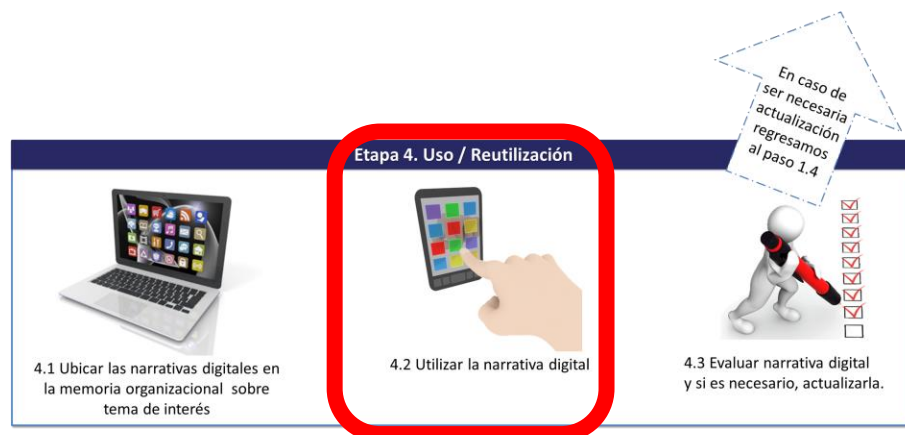 En caso de
ser necesaria
actualización
regresamos
al paso 1.4
Etapa 4. Uso / Reutilización
4.1 Ubicar las narrativas digitales en
la memoria organizacional sobre
tema de interés
4.2 Utilizar la narrativa digital
4.3 Evaluar narrativa digital
y si es necesario, actualizarla.